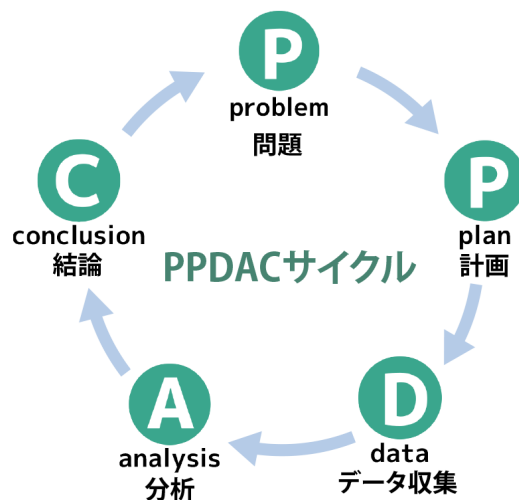 P
problem
問題
P
plan
計画
D
data
データ収集
A
analysis
分析
C
conclusion
結論
PPDACサイクル